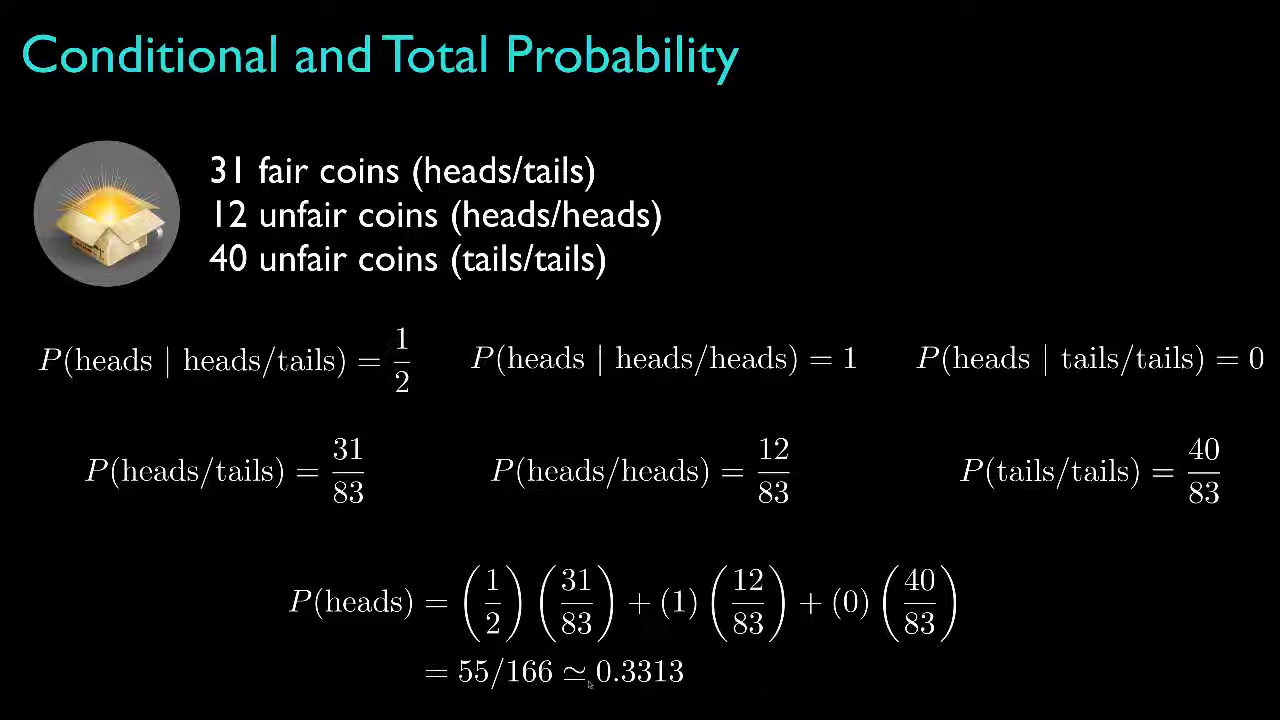 Conditional and Total Probability
31 fair coins (heads/tails)
12 unfair coins (heads/heads)
40 unfair coins (tails/tails)
P(heads | heads/tails) = 1/2
P(heads | heads/heads) = 1
P(heads | tails/tails) = 0
P(heads/tails) = 31/83
P(heads/heads) = 12/83
P(tails/tails) = 40/83
P(heads) = (1/2)(31/83) + (1)(12/83) + (0)(40/83)
= 55/166 ≃ 0.3313